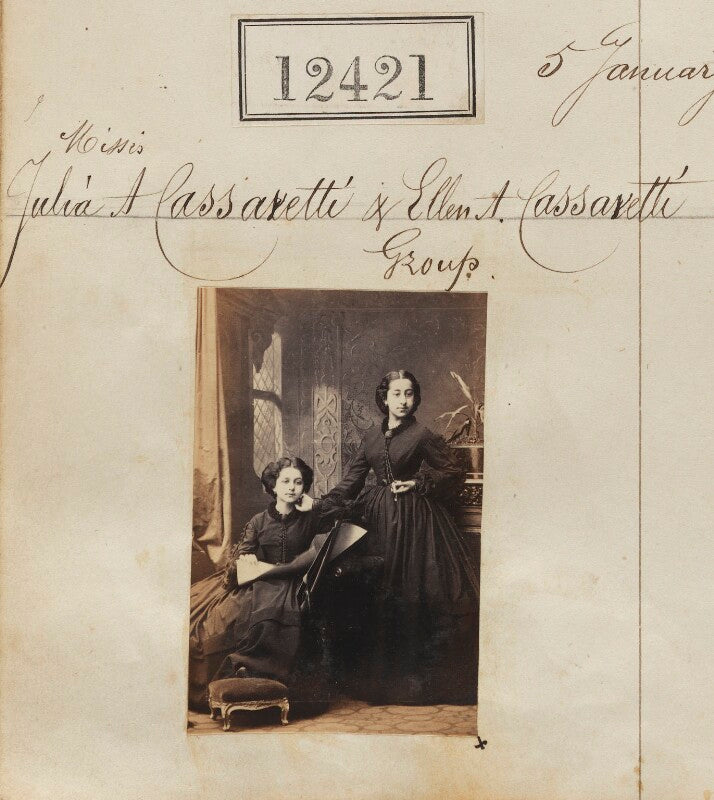 12421
5 January
Misses
Julia A Cassavetti & Ellen A. Cassavetti
Group.